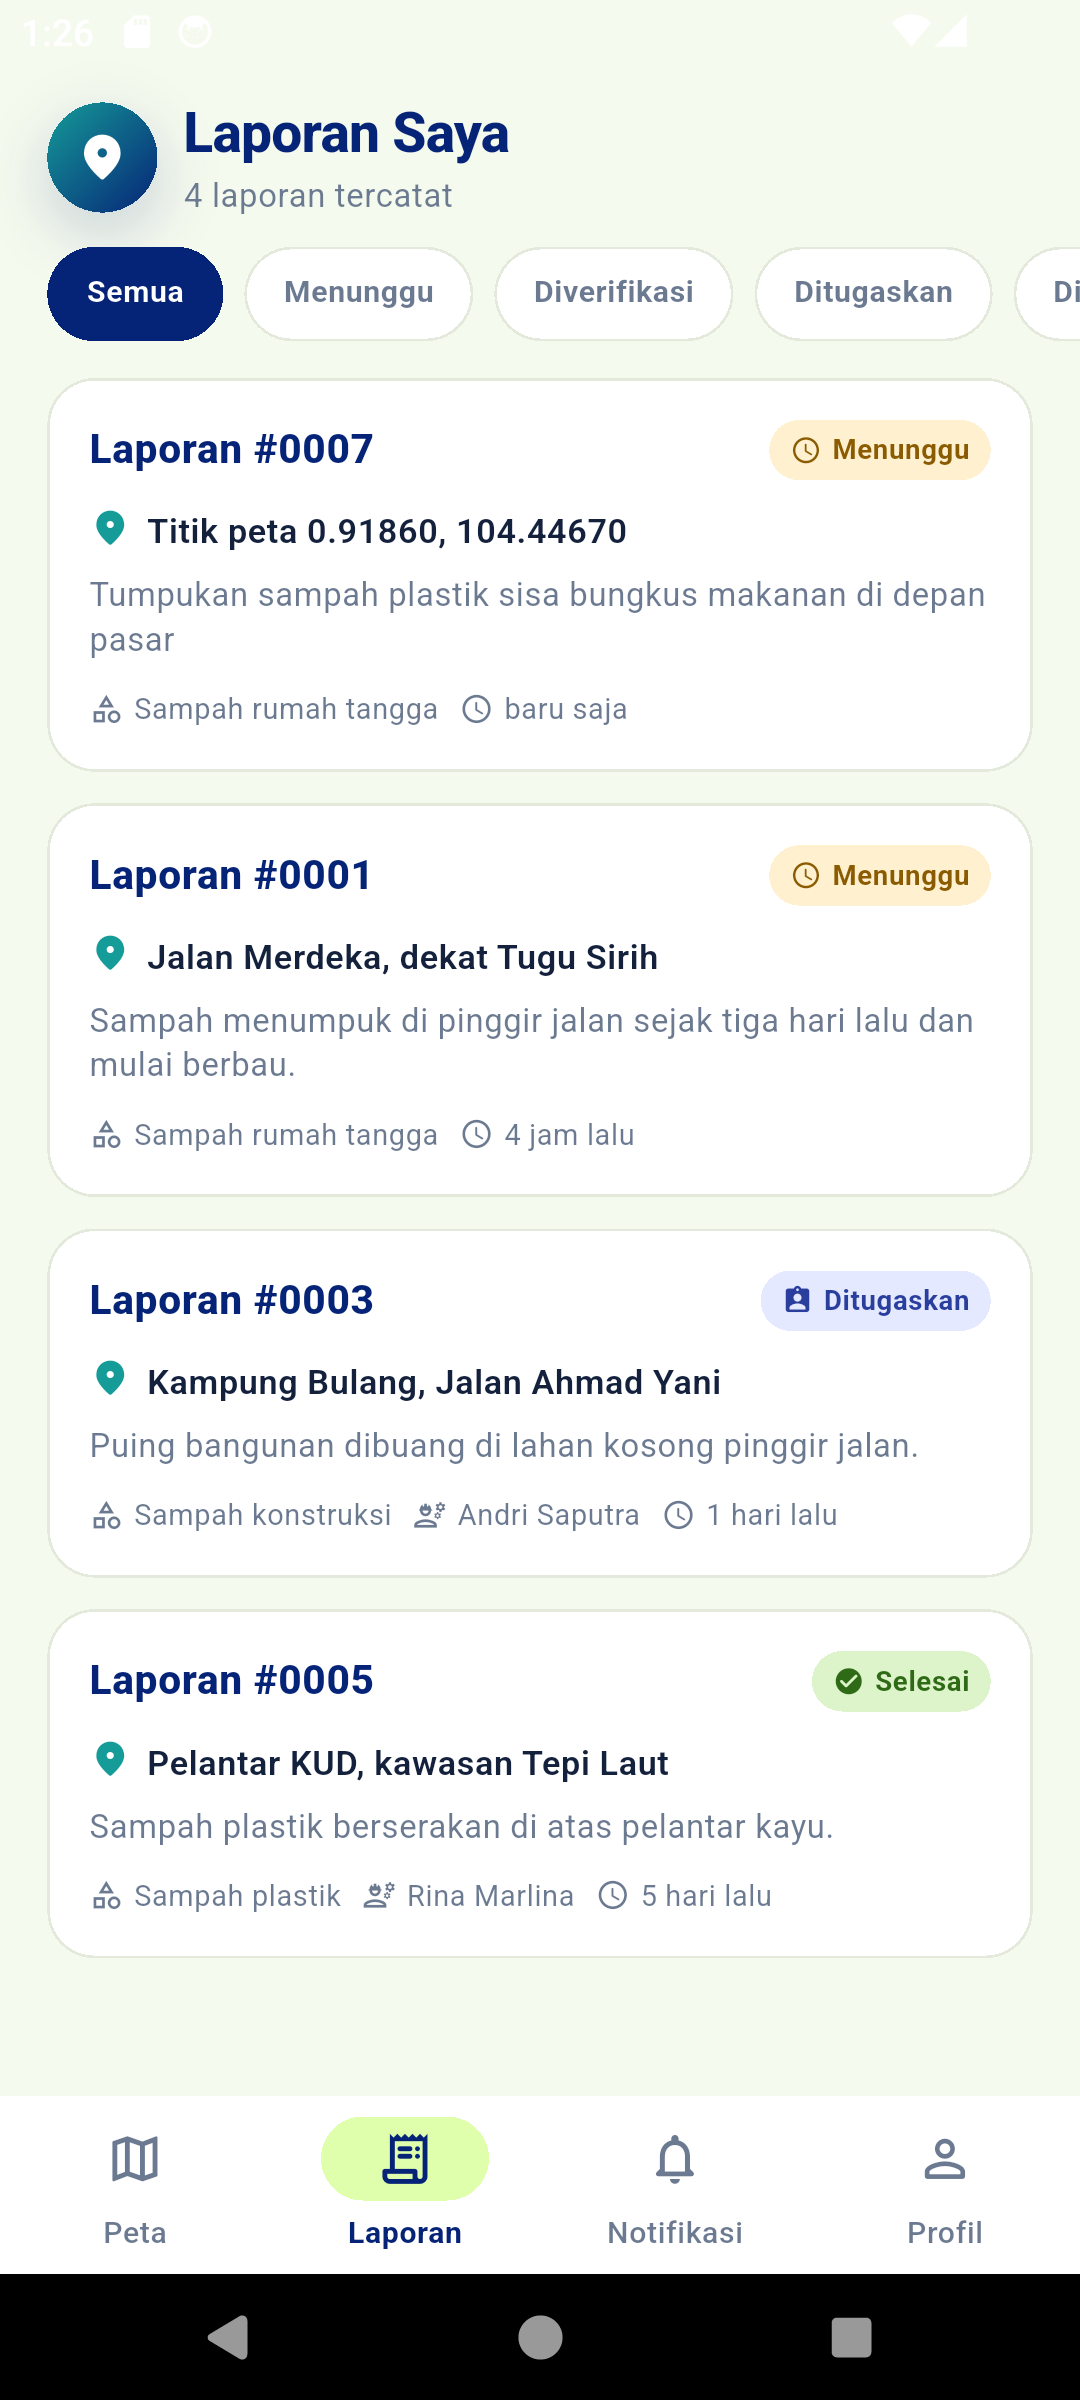 1:26
Laporan Saya
4 laporan tercatat
Semua
Menunggu
Diverifikasi
Ditugaskan
Di
Laporan #0007
Menunggu
Titik peta 0.91860, 104.44670
Tumpukan sampah plastik sisa bungkus makanan di depan
pasar
Sampah rumah tangga
baru saja
Laporan #0001
Menunggu
Jalan Merdeka, dekat Tugu Sirih
Sampah menumpuk di pinggir jalan sejak tiga hari lalu dan
mulai berbau.
Sampah rumah tangga
4 jam lalu
Laporan #0003
Ditugaskan
Kampung Bulang, Jalan Ahmad Yani
Puing bangunan dibuang di lahan kosong pinggir jalan.
Sampah konstruksi
Andri Saputra
1 hari lalu
Laporan #0005
Selesai
Pelantar KUD, kawasan Tepi Laut
Sampah plastik berserakan di atas pelantar kayu.
Sampah plastik
Rina Marlina
5 hari lalu
Peta
Laporan
Notifikasi
Profil